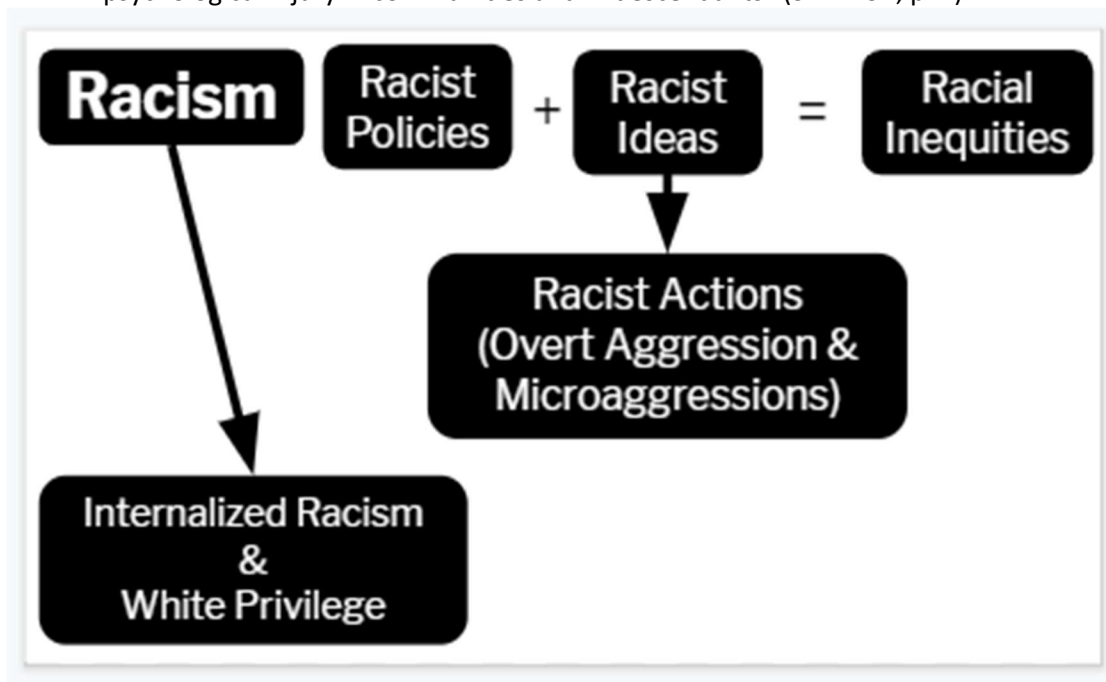 Racism
Racist
Policies
+
Racist
Ideas
=
Racial
Inequities
Racist Actions
(Overt Aggression &
Microaggressions)
Internalized Racism
&
White Privilege